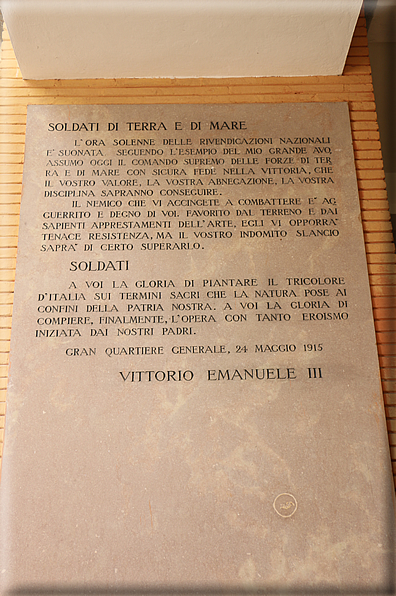 SOLDATI DI TERRA E DI MARE
L'ORA SOLENNE DELLE RIVENDICAZIONI NAZIONALI
E' SUONATA. SEGUENDO L'ESEMPIO DEL MIO GRANDE AVO,
ASSUMO OGGI IL COMANDO SUPREMO DELLE FORZE DI TER
RA E DI MARE CON SICURA FEDE NELLA VITTORIA, CHE
IL VOSTRO VALORE, LA VOSTRA ABNEGAZIONE, LA VOSTRA
DISCIPLINA SAPRANNO CONSEGUIRE.
IL NEMICO CHE VI ACCINGETE A COMBATTERE E' AG
GUERRITO E DEGNO DI VOI. FAVORITO DAL TERRENO E DAI
SAPIENTI APPRESTAMENTI DELL'ARTE, EGLI VI OPPORRA'
TENACE RESISTENZA, MA IL VOSTRO INDOMITO SLANCIO
SAPRA' DI CERTO SUPERARLO.
SOLDATI
A VOI LA GLORIA DI PIANTARE IL TRICOLORE
D'ITALIA SUI TERMINI SACRI CHE LA NATURA POSE AI
CONFINI DELLA PATRIA NOSTRA. A VOI LA GLORIA DI
COMPIERE, FINALMENTE, L'OPERA CON TANTO EROISMO
INIZIATA DAI NOSTRI PADRI.
GRAN QUARTIERE GENERALE, 24 MAGGIO 1915
VITTORIO EMANUELE III